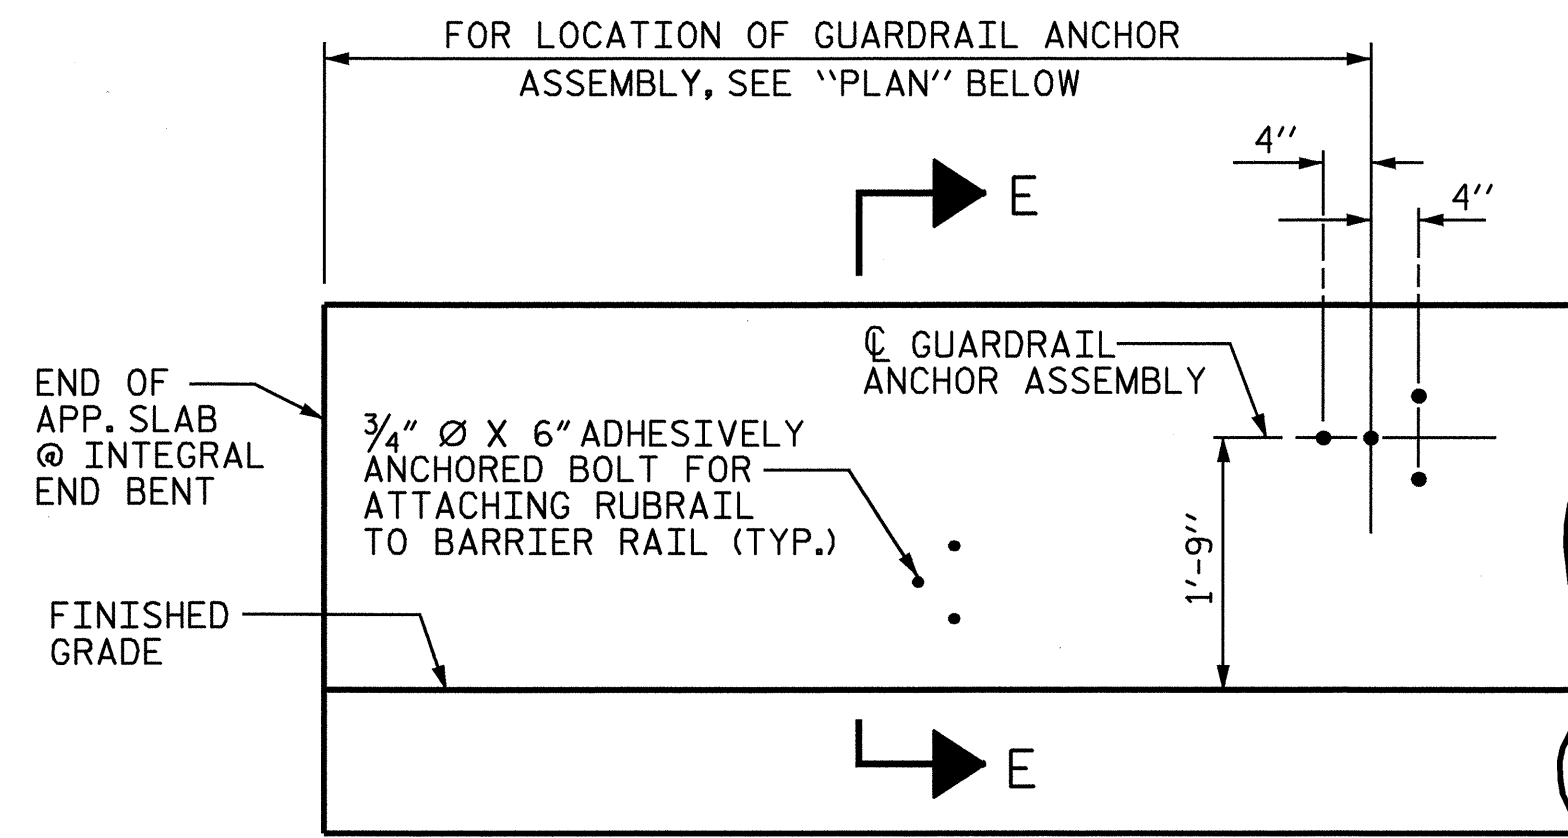 FOR LOCATION OF GUARDRAIL ANCHOR
ASSEMBLY, SEE ‶PLAN″ BELOW
4″
E
4″
℄ GUARDRAIL
ANCHOR ASSEMBLY
END OF
APP. SLAB
@ INTEGRAL
END BENT
¾″ Ø X 6″ ADHESIVELY
ANCHORED BOLT FOR
ATTACHING RUBRAIL
TO BARRIER RAIL (TYP.)
1′-9″
FINISHED
GRADE
E